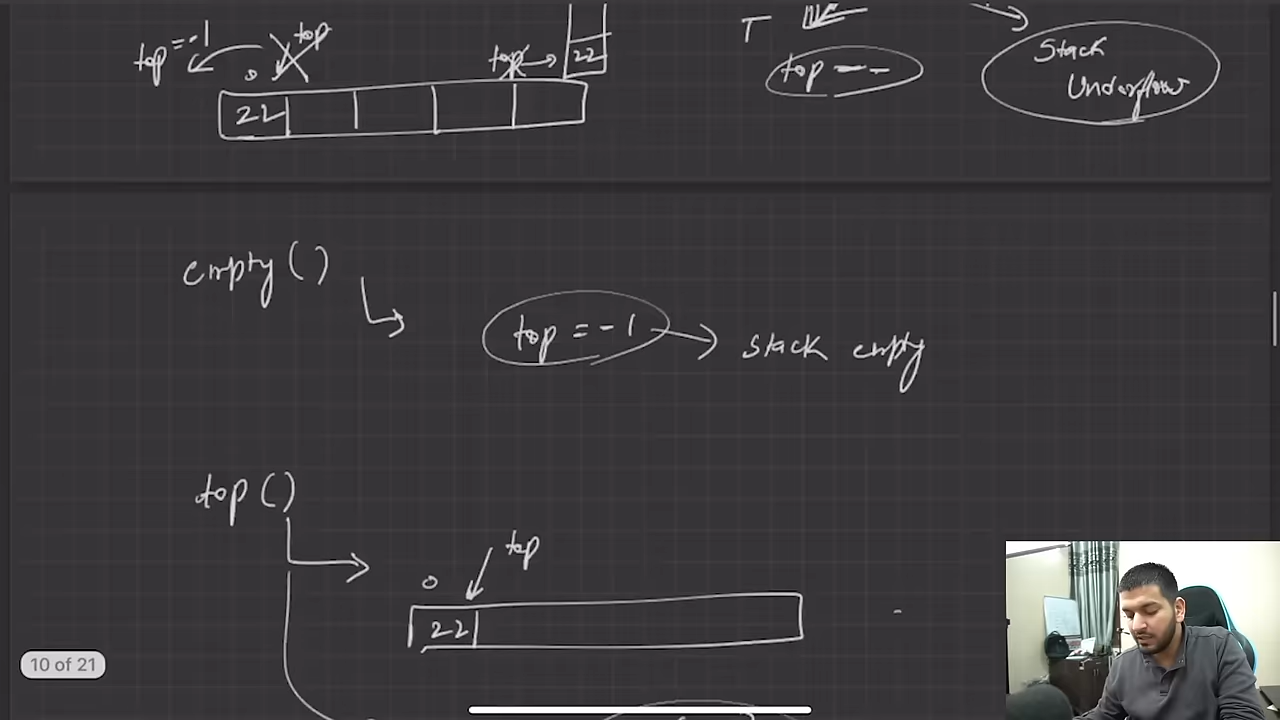 top = -1
top
0
22
top
22
T
top --
Stack
Underflow
empty ( )
top = -1
stack empty
top ( )
top
0
22
10 of 21